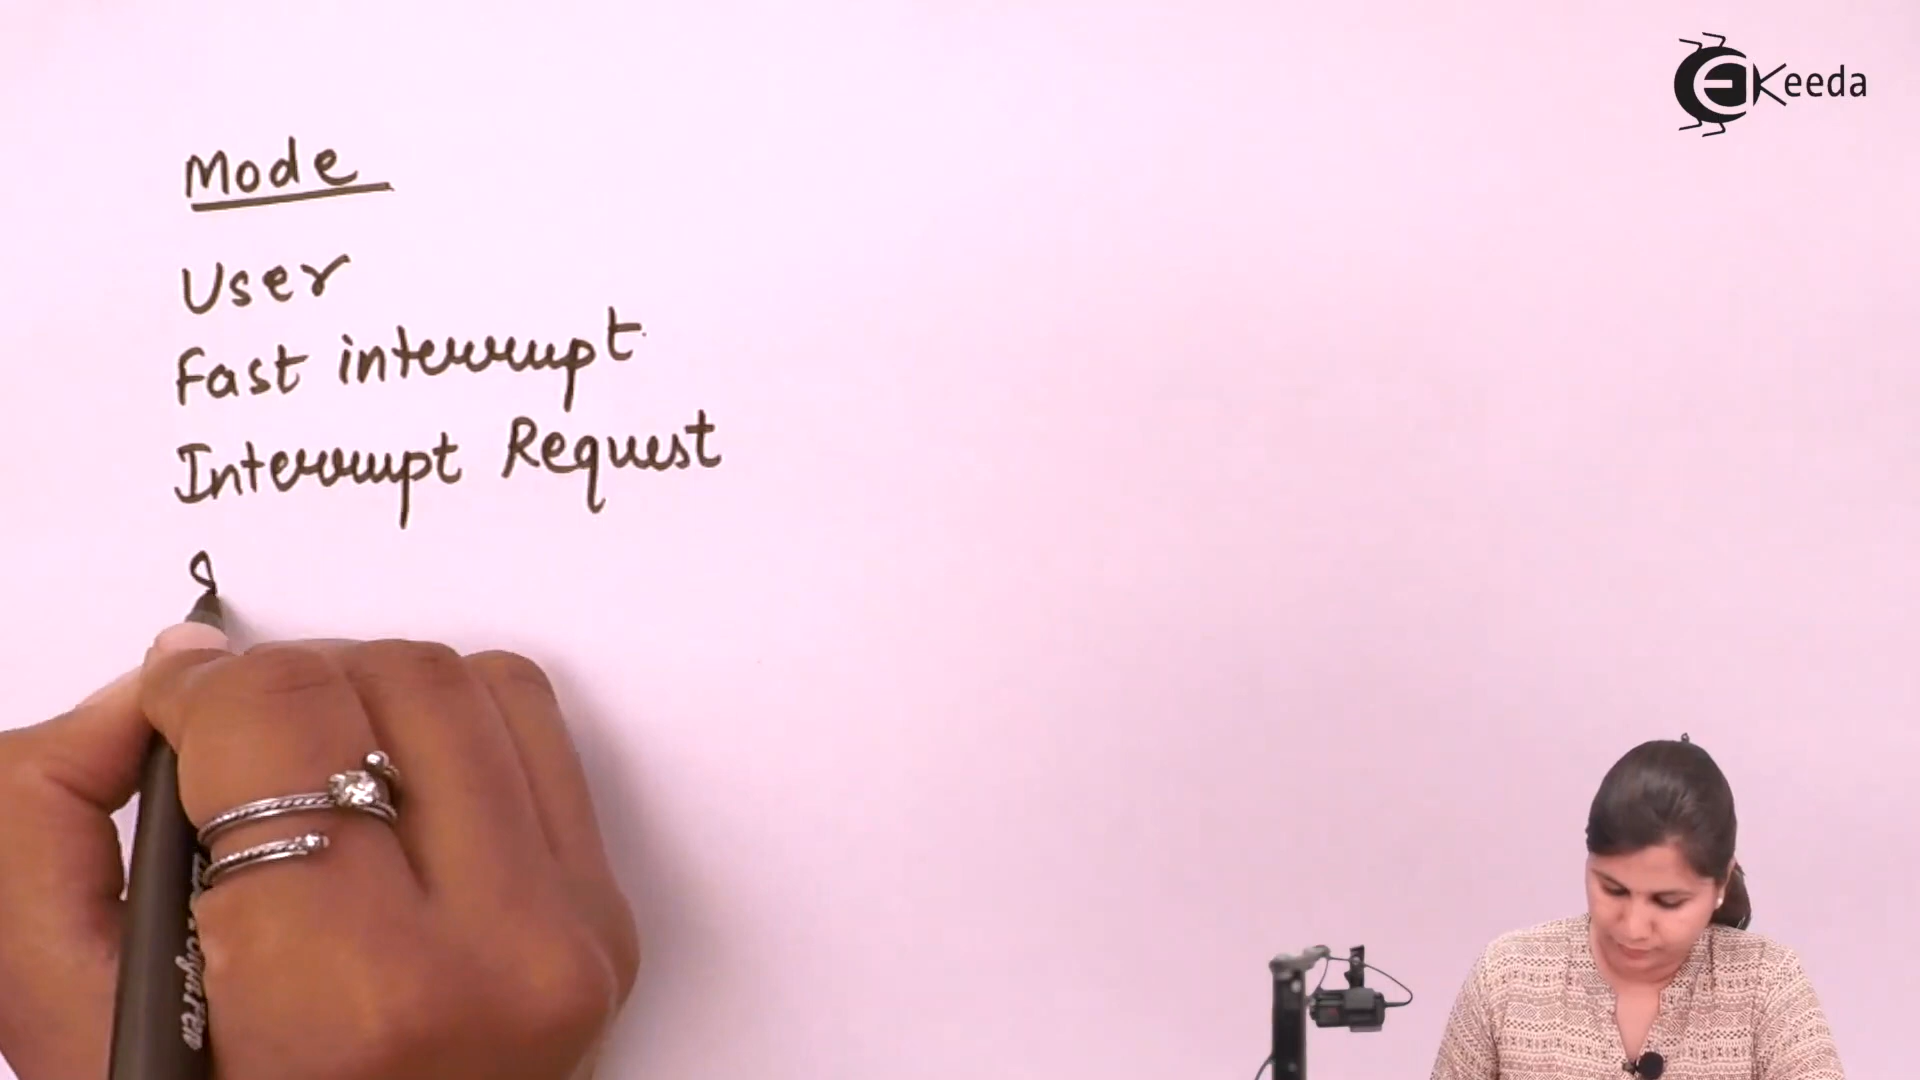 Keeda
Mode
User
Fast interrupt
Interrupt Request